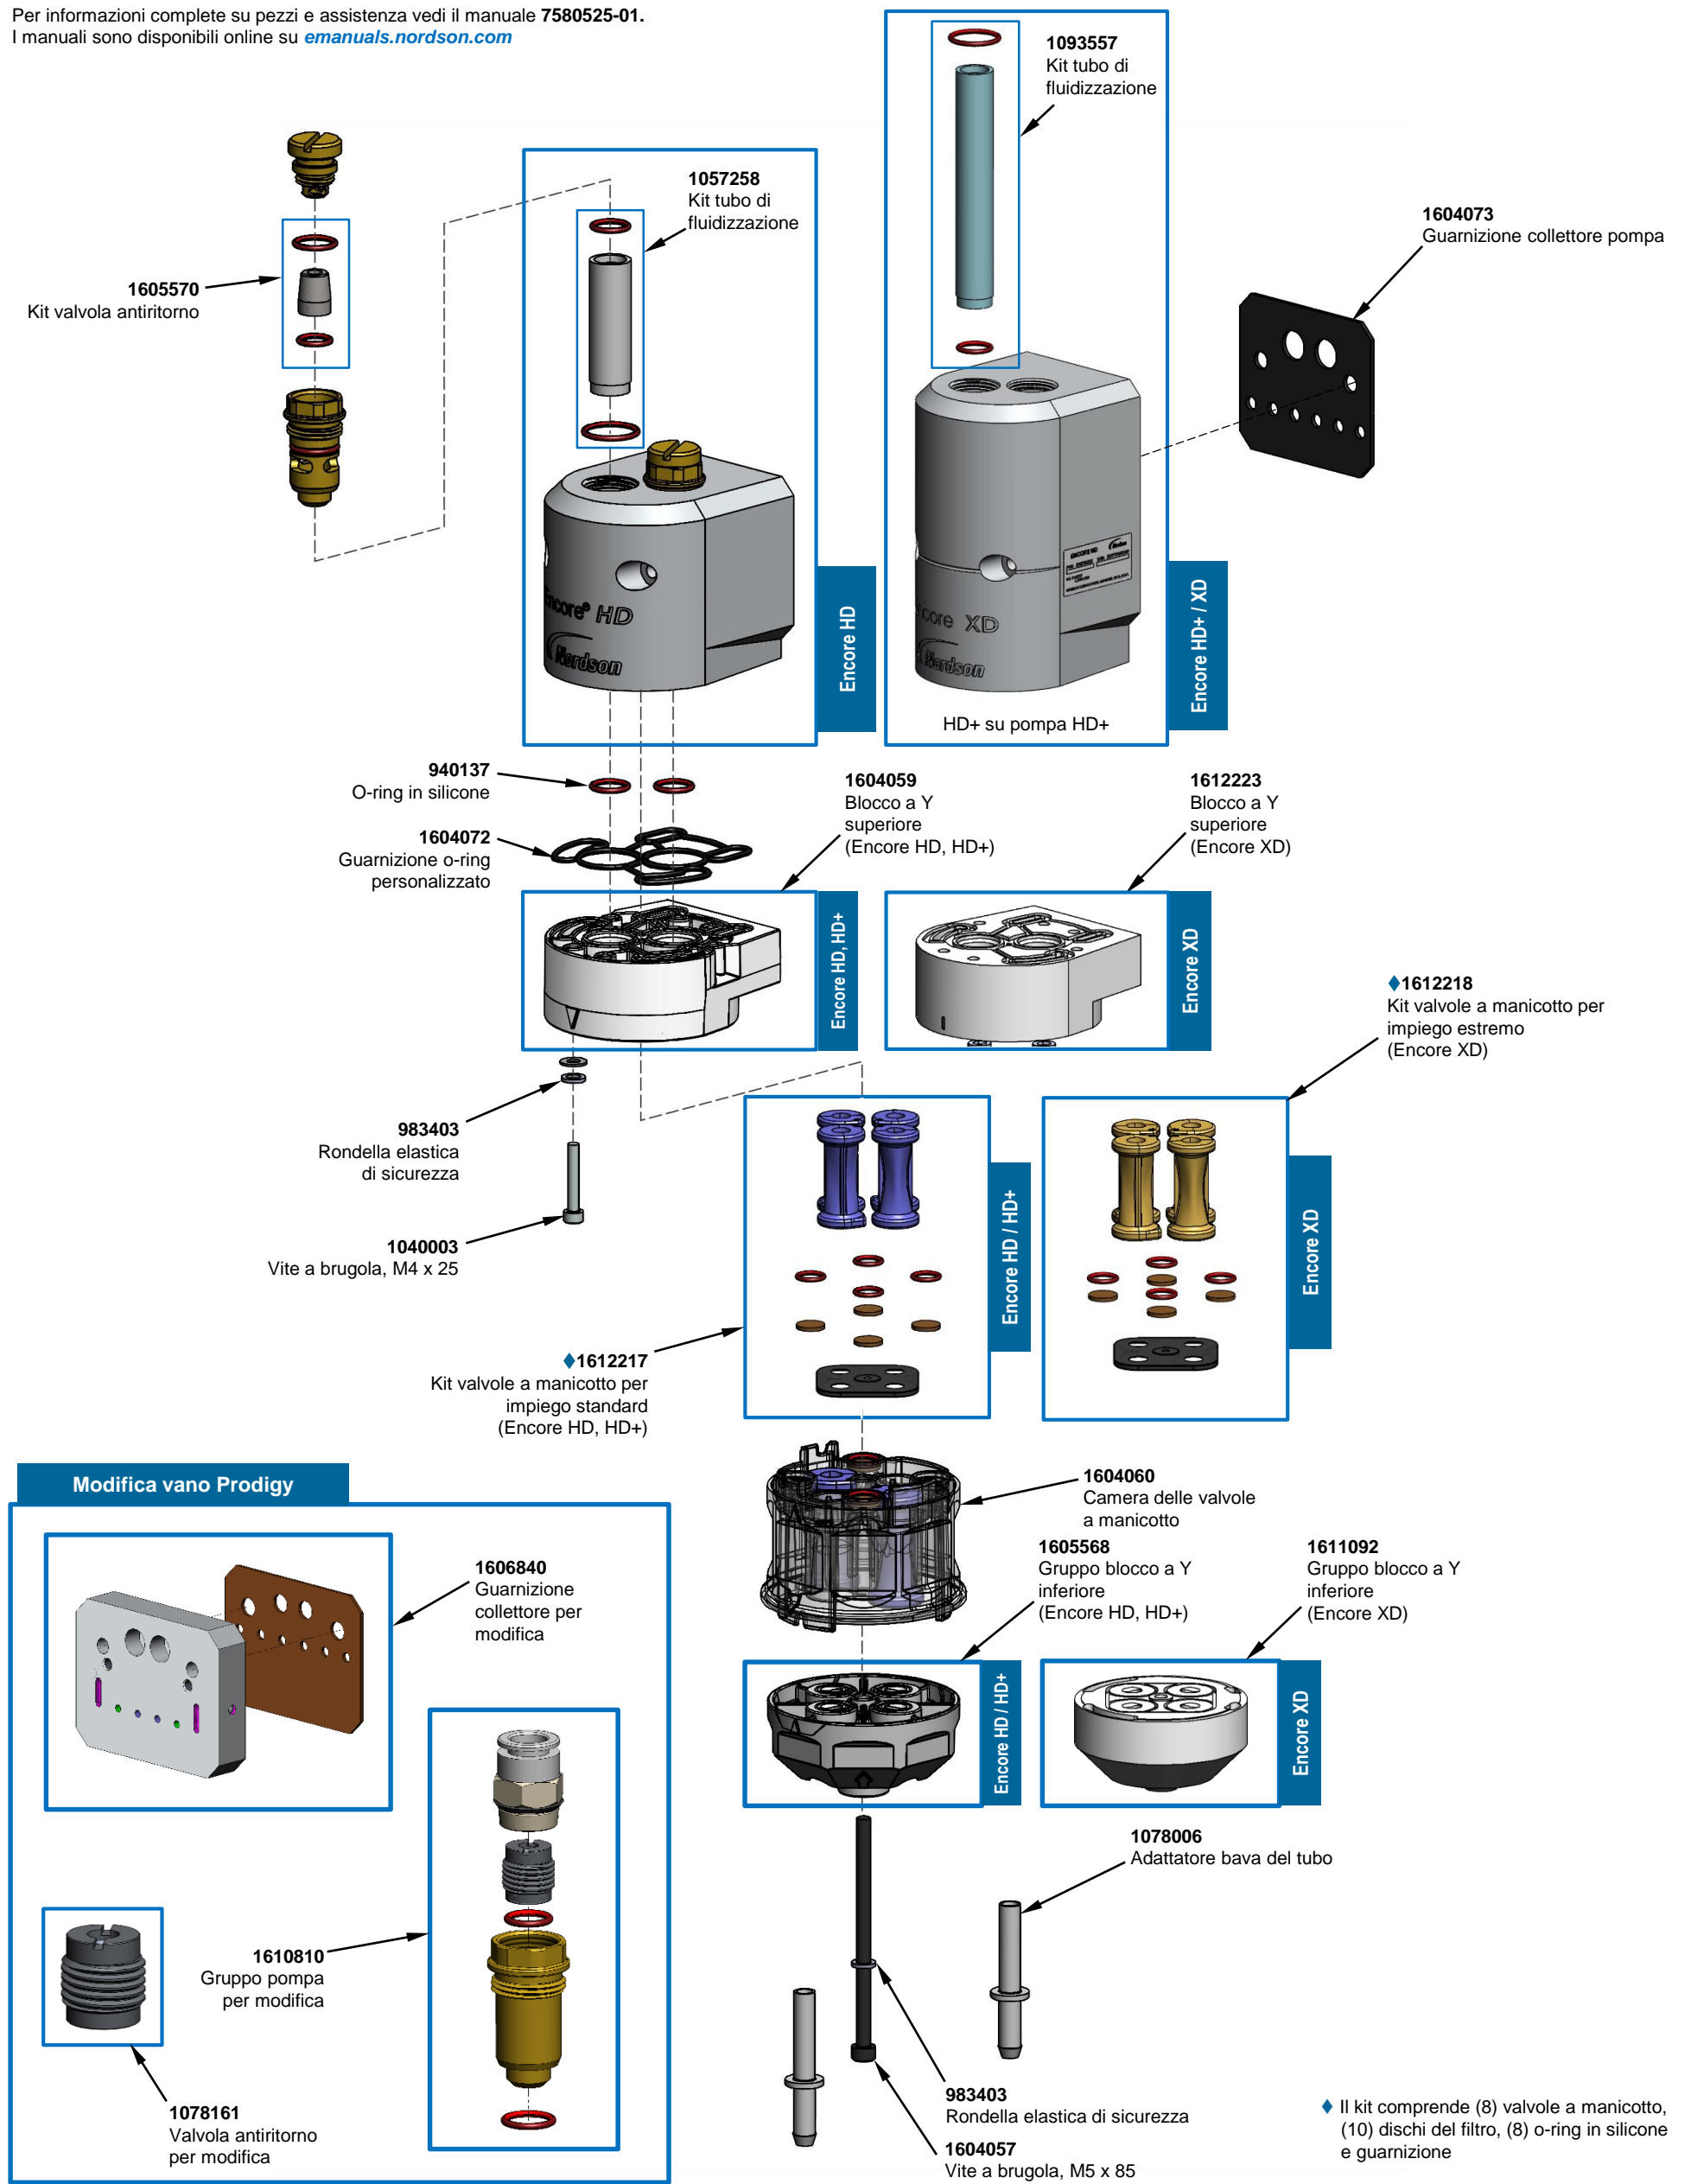 Per informazioni complete su pezzi e assistenza vedi il manuale 7580525-01.
I manuali sono disponibili online su emanuals.nordson.com
1093557
Kit tubo di
fluidizzazione
1057258
Kit tubo di
fluidizzazione
1604073
Guarnizione collettore pompa
1605570
Kit valvola antiritorno
Encore® HD
Nordson
Encore HD
ENCORE HD
core XD
Nordson
Encore HD+ / XD
HD+ su pompa HD+
940137
O-ring in silicone
1604072
Guarnizione o-ring
personalizzato
1604059
Blocco a Y
superiore
(Encore HD, HD+)
1612223
Blocco a Y
superiore
(Encore XD)
Encore HD, HD+
Encore XD
♦1612218
Kit valvole a manicotto per
impiego estremo
(Encore XD)
983403
Rondella elastica
di sicurezza
1040003
Vite a brugola, M4 x 25
Encore HD / HD+
Encore XD
♦1612217
Kit valvole a manicotto per
impiego standard
(Encore HD, HD+)
Modifica vano Prodigy
1604060
Camera delle valvole
a manicotto
1606840
Guarnizione
collettore per
modifica
1605568
Gruppo blocco a Y
inferiore
(Encore HD, HD+)
1611092
Gruppo blocco a Y
inferiore
(Encore XD)
Encore HD / HD+
Encore XD
1078006
Adattatore bava del tubo
1610810
Gruppo pompa
per modifica
1078161
Valvola antiritorno
per modifica
983403
Rondella elastica di sicurezza
1604057
Vite a brugola, M5 x 85
♦ Il kit comprende (8) valvole a manicotto,
(10) dischi del filtro, (8) o-ring in silicone
e guarnizione